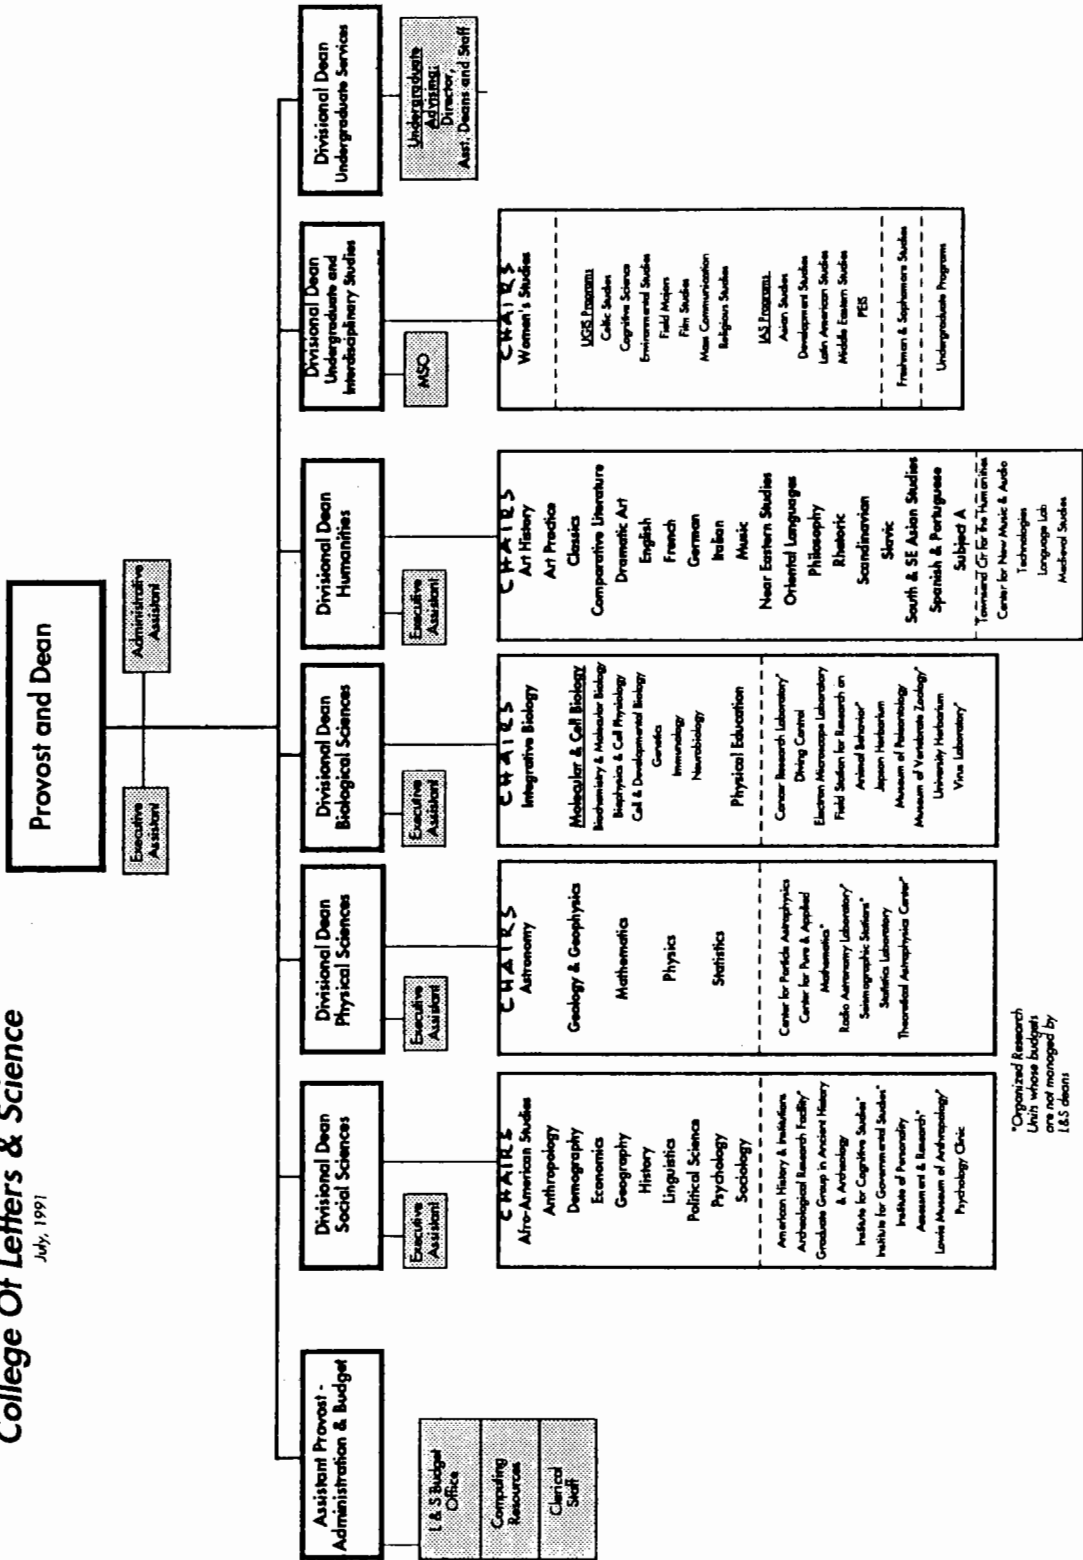 College Of Letters & Science
July, 1991
Provost and Dean
Executive
Assistant
Administrative
Assistant
Assistant Provost -
Administration & Budget
L & S Budget
Office
Computing
Resources
Clerical
Staff
Divisional Dean
Social Sciences
Executive
Assistant
CHAIRS
Afro-American Studies
Anthropology
Demography
Economics
Geography
History
Linguistics
Political Science
Psychology
Sociology
American History & Institutions
Archeological Research Facility*
Graduate Group in Ancient History
& Archeology
Institute for Cognitive Studies*
Institute for Governmental Studies*
Institute of Personality
Assessment & Research*
Lowie Museum of Anthropology*
Psychology Clinic
Divisional Dean
Physical Sciences
Executive
Assistant
CHAIRS
Astronomy
Geology & Geophysics
Mathematics
Physics
Statistics
Center for Particle Astrophysics
Center for Pure & Applied
Mathematics*
Radio Astronomy Laboratory*
Seismographic Stations*
Statistics Laboratory
Theoretical Astrophysics Center*
Divisional Dean
Biological Sciences
Executive
Assistant
CHAIRS
Integrative Biology
Molecular & Cell Biology
Biochemistry & Molecular Biology
Biophysics & Cell Physiology
Cell & Developmental Biology
Genetics
Immunology
Neurobiology
Physical Education
Cancer Research Laboratory*
Diving Control
Electron Microscope Laboratory
Field Station for Research on
Animal Behavior*
Jepson Herbarium
Museum of Paleontology
Museum of Vertebrate Zoology*
University Herbarium
Virus Laboratory*
Divisional Dean
Humanities
Executive
Assistant
CHAIRS
Art History
Art Practice
Classics
Comparative Literature
Dramatic Art
English
French
German
Italian
Music
Near Eastern Studies
Oriental Languages
Philosophy
Rhetoric
Scandinavian
Slavic
South & SE Asian Studies
Spanish & Portuguese
Subject A
Townsend Cr. For the Humanities
Center for New Music & Audio
Technologies
Language Lab
Medieval Studies
Divisional Dean
Undergraduate and
Interdisciplinary Studies
MSO
CHAIRS
Women's Studies
UGIS Programs
Celtic Studies
Cognitive Science
Environmental Studies
Field Majors
Film Studies
Mass Communication
Religious Studies
IAS Programs
Asian Studies
Development Studies
Latin American Studies
Middle Eastern Studies
PEIS
Freshman & Sophomore Studies
Undergraduate Programs
Divisional Dean
Undergraduate Services
Undergraduate
Advising:
Director,
Asst. Deans and Staff
*Organized Research
Units whose budgets
are not managed by
L&S deans